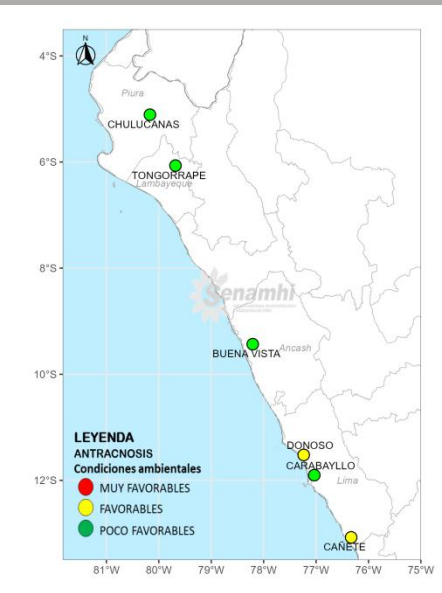 N
4°S
Piura
CHULUCANAS
6°S
TONGORRAPE
Lambayeque
8°S
Senamhi
BUENA VISTA
Ancash
10°S
LEYENDA
ANTRACNOSIS
Condiciones ambientales
MUY FAVORABLES
FAVORABLES
POCO FAVORABLES
DONOSO
CARABAYLLO
12°S
Lima
CAÑETE
81°W 80°W 79°W 78°W 77°W 76°W 75°W